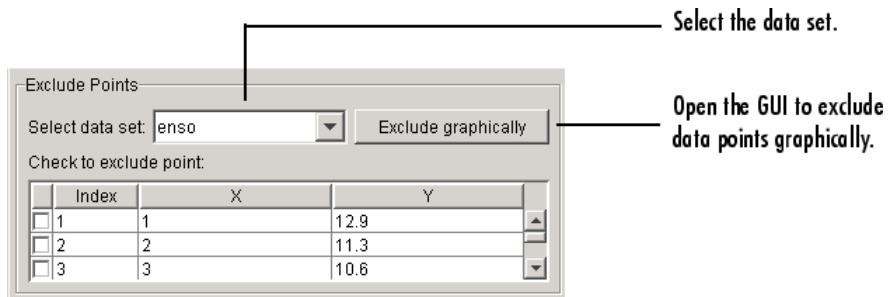 Select the data set.
Exclude Points
Select data set: enso Exclude graphically
Open the GUI to exclude
data points graphically.
Check to exclude point:
Index X Y
1 1 12.9
2 2 11.3
3 3 10.6